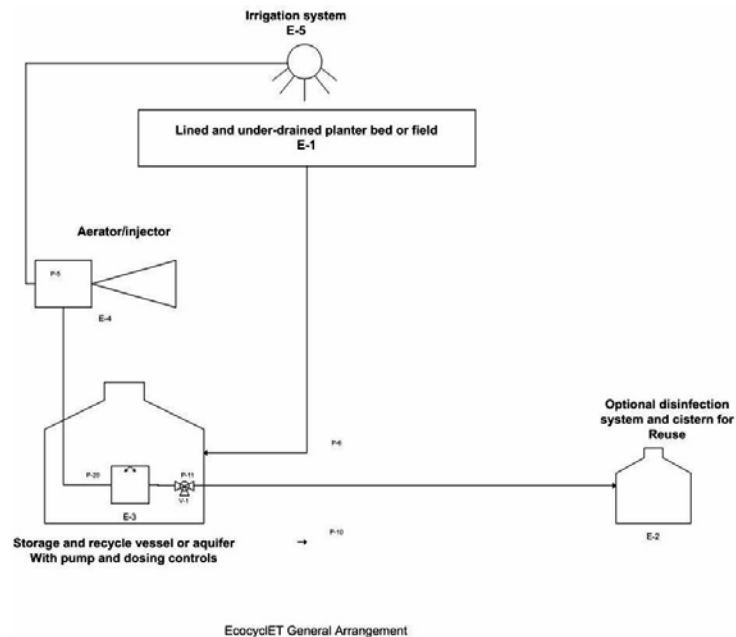 Irrigation system
E-5
Lined and under-drained planter bed or field
E-1
Aerator/injector
P-5
E-4
Optional disinfection
system and cistern for
Reuse
P-6
P-20
P-11
V-1
E-3
E-2
Storage and recycle vessel or aquifer
With pump and dosing controls
P-10
EcocyclET General Arrangement